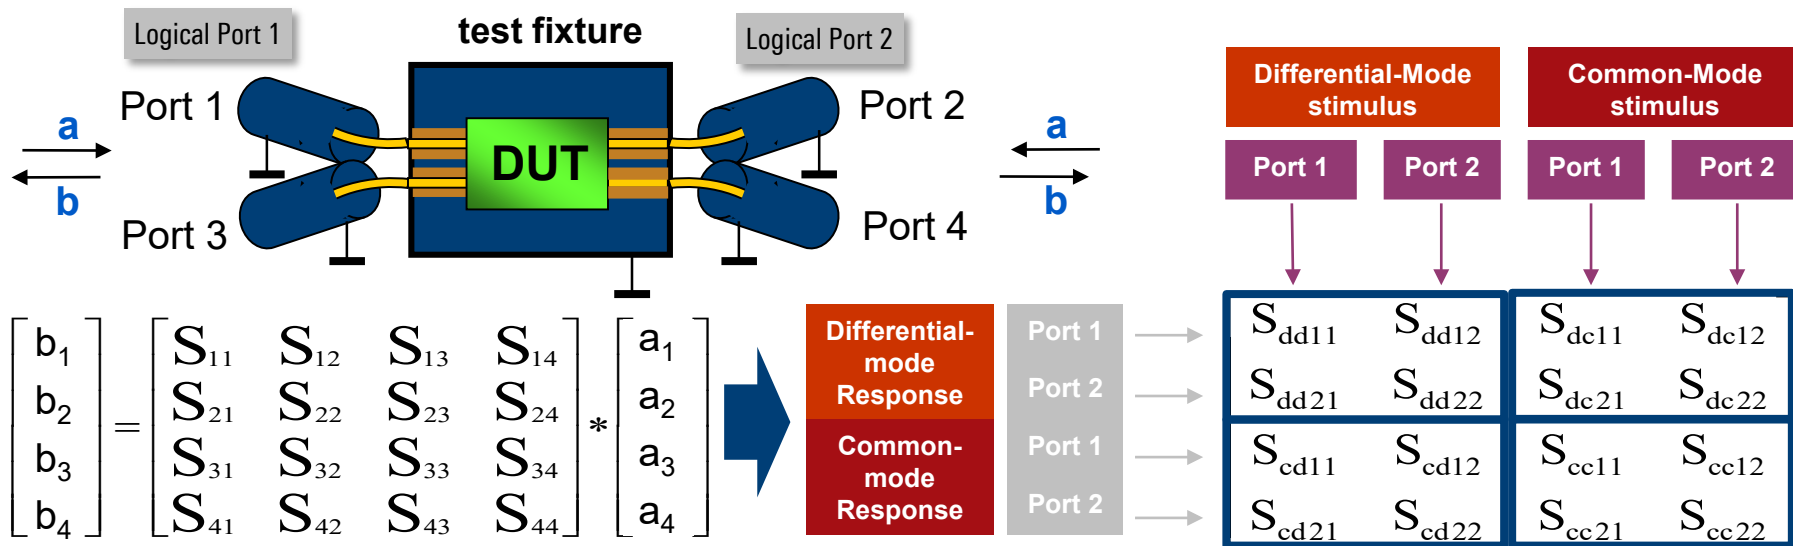 Logical Port 1
test fixture
Logical Port 2
Port 1
Port 2
a
b
DUT
a
b
Port 3
Port 4
Differential-Mode
stimulus
Common-Mode
stimulus
Port 1
Port 2
Port 1
Port 2
b1 S11 S12 S13 S14 a1
b2 S21 S22 S23 S24 a2
= *
b3 S31 S32 S33 S34 a3
b4 S41 S42 S43 S44 a4
Differential-
mode
Response
Common-
mode
Response
Port 1
Port 2
Port 1
Port 2
Sdd11 Sdd12 Sdc11 Sdc12
Sdd21 Sdd22 Sdc21 Sdc22
Scd11 Scd12 Scc11 Scc12
Scd21 Scd22 Scc21 Scc22